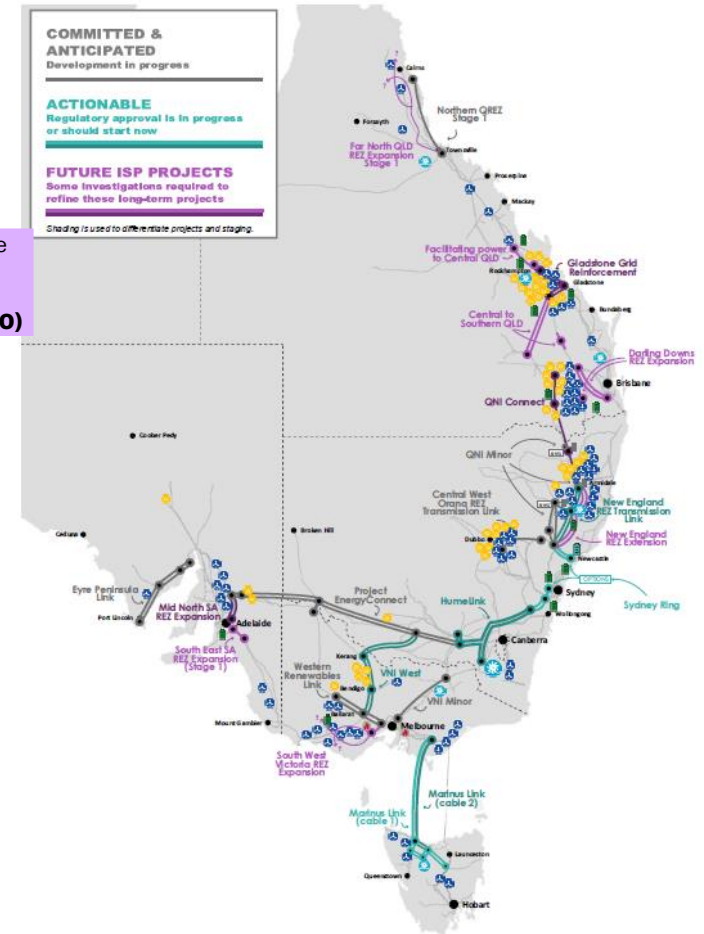 COMMITTED &
ANTICIPATED
Development in progress
ACTIONABLE
Regulatory approval is in progress
or should start now
FUTURE ISP PROJECTS
Some investigations required to
refine these long-term projects
Shading is used to differentiate projects and staging.
e
0)
Cairns
Forsyth
Northern QREZ
Stage 1
Far North QLD
REZ Expansion
Stage 1
Townsville
Proserpine
Mackay
Facilitating power
to Central QLD
Rockhampton
Gladstone Grid
Reinforcement
Gladstone
Central to
Southern QLD
Bundaberg
Darling Downs
REZ Expansion
Brisbane
QNI Connect
Coober Pedy
QNI Minor
Armidale
Central West
Orana REZ
Transmission Link
New England
REZ Transmission
Link
New England
REZ Extension
Broken Hill
Dubbo
Ceduna
Newcastle
Eyre Peninsula
Link
Port Lincoln
Mid North SA
REZ Expansion
Adelaide
Project
EnergyConnect
HumeLink
Sydney
Wollongong
Sydney Ring
South East SA
REZ Expansion
(Stage 1)
Canberra
Kerang
Western
Renewables
Link
Bendigo
VNI West
VNI Minor
Mount Gambier
Ballarat
Melbourne
South West
Victoria REZ
Expansion
Marinus Link
(cable 2)
Marinus Link
(cable 1)
Launceston
Queenstown
Hobart